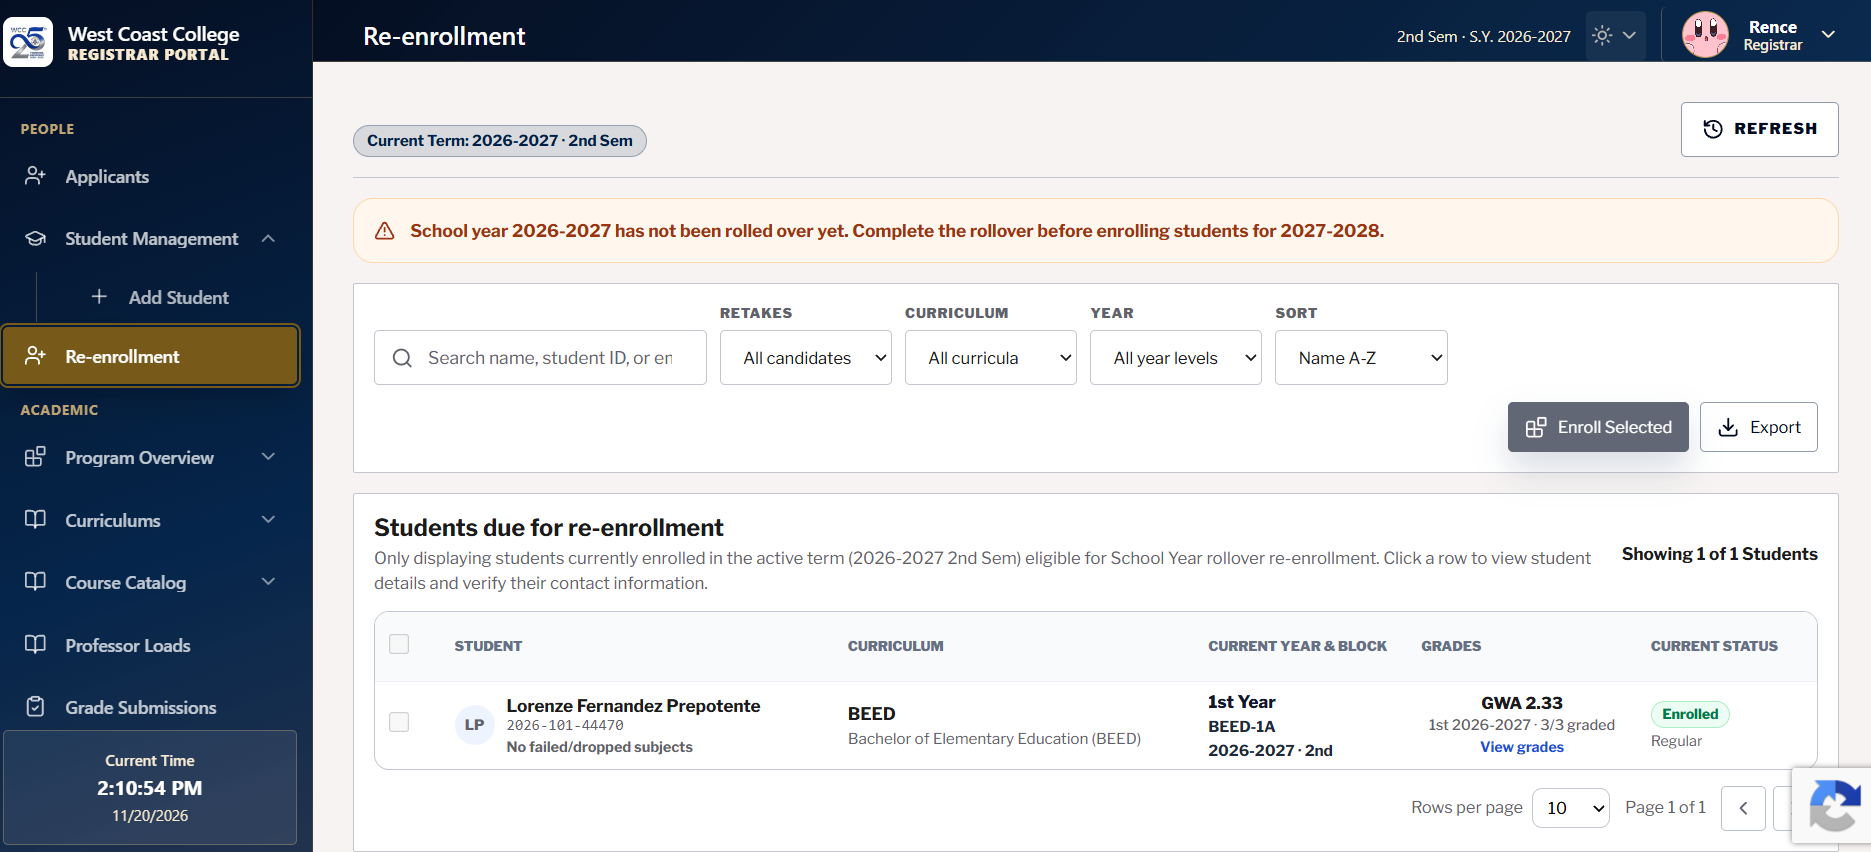 WCC
25
West Coast College
REGISTRAR PORTAL
Re-enrollment
2nd Sem · S.Y. 2026-2027
Rence
Registrar
PEOPLE
Applicants
Student Management
Add Student
Re-enrollment
ACADEMIC
Program Overview
Curriculums
Course Catalog
Professor Loads
Grade Submissions
Current Time
2:10:54 PM
11/20/2026
Current Term: 2026-2027 · 2nd Sem
REFRESH
School year 2026-2027 has not been rolled over yet. Complete the rollover before enrolling students for 2027-2028.
RETAKES
CURRICULUM
YEAR
SORT
Search name, student ID, or en
All candidates
All curricula
All year levels
Name A-Z
Enroll Selected
Export
Students due for re-enrollment
Only displaying students currently enrolled in the active term (2026-2027 2nd Sem) eligible for School Year rollover re-enrollment. Click a row to view student
details and verify their contact information.
Showing 1 of 1 Students
STUDENT
CURRICULUM
CURRENT YEAR & BLOCK
GRADES
CURRENT STATUS
LP
Lorenze Fernandez Prepotente
2026-101-44470
No failed/dropped subjects
BEED
Bachelor of Elementary Education (BEED)
1st Year
BEED-1A
2026-2027 · 2nd
GWA 2.33
1st 2026-2027 · 3/3 graded
View grades
Enrolled
Regular
Rows per page
10
Page 1 of 1